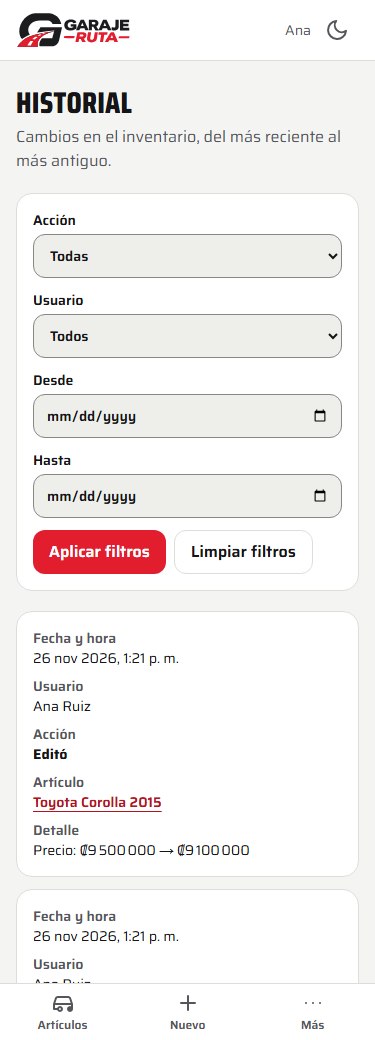 GARAJE
RUTA
Ana
HISTORIAL
Cambios en el inventario, del más reciente al
más antiguo.
Acción
Todas
Usuario
Todos
Desde
mm/dd/yyyy
Hasta
mm/dd/yyyy
Aplicar filtros
Limpiar filtros
Fecha y hora
26 nov 2026, 1:21 p. m.
Usuario
Ana Ruiz
Acción
Editó
Artículo
Toyota Corolla 2015
Detalle
Precio: ₡9 500 000 → ₡9 100 000
Fecha y hora
26 nov 2026, 1:21 p. m.
Usuario
Ana Ruiz
Artículos
Nuevo
Más